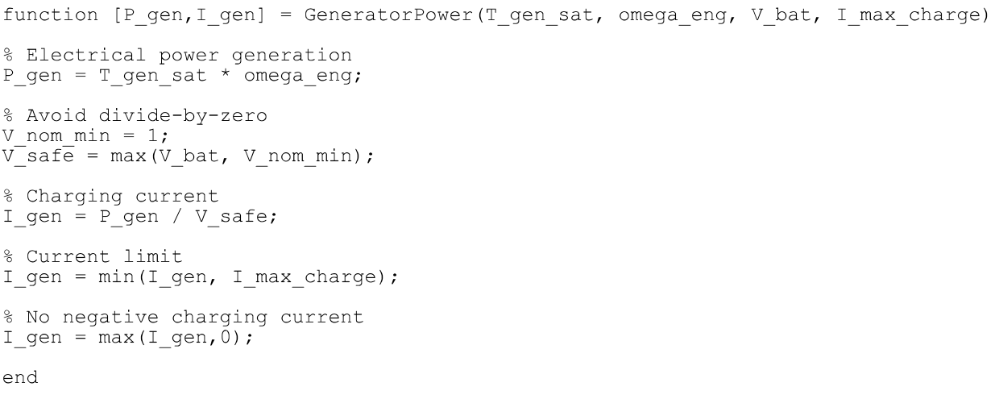 function [P_gen,I_gen] = GeneratorPower(T_gen_sat, omega_eng, V_bat, I_max_charge)
% Electrical power generation
P_gen = T_gen_sat * omega_eng;
% Avoid divide-by-zero
V_nom_min = 1;
V_safe = max(V_bat, V_nom_min);
% Charging current
I_gen = P_gen / V_safe;
% Current limit
I_gen = min(I_gen, I_max_charge);
% No negative charging current
I_gen = max(I_gen,0);
end